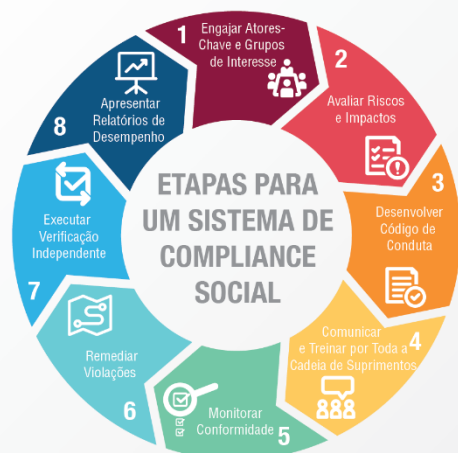 ETAPAS PARA
UM SISTEMA DE
COMPLIANCE
SOCIAL
1
Engajar Atores-
Chave e Grupos
de Interesse
2
Avaliar Riscos
e Impactos
3
Desenvolver
Código de
Conduta
4
Comunicar
e Treinar por Toda a
Cadeia de Suprimentos
5
Monitorar
Conformidade
6
Remediar
Violações
7
Executar
Verificação
Independente
8
Apresentar
Relatórios de
Desempenho